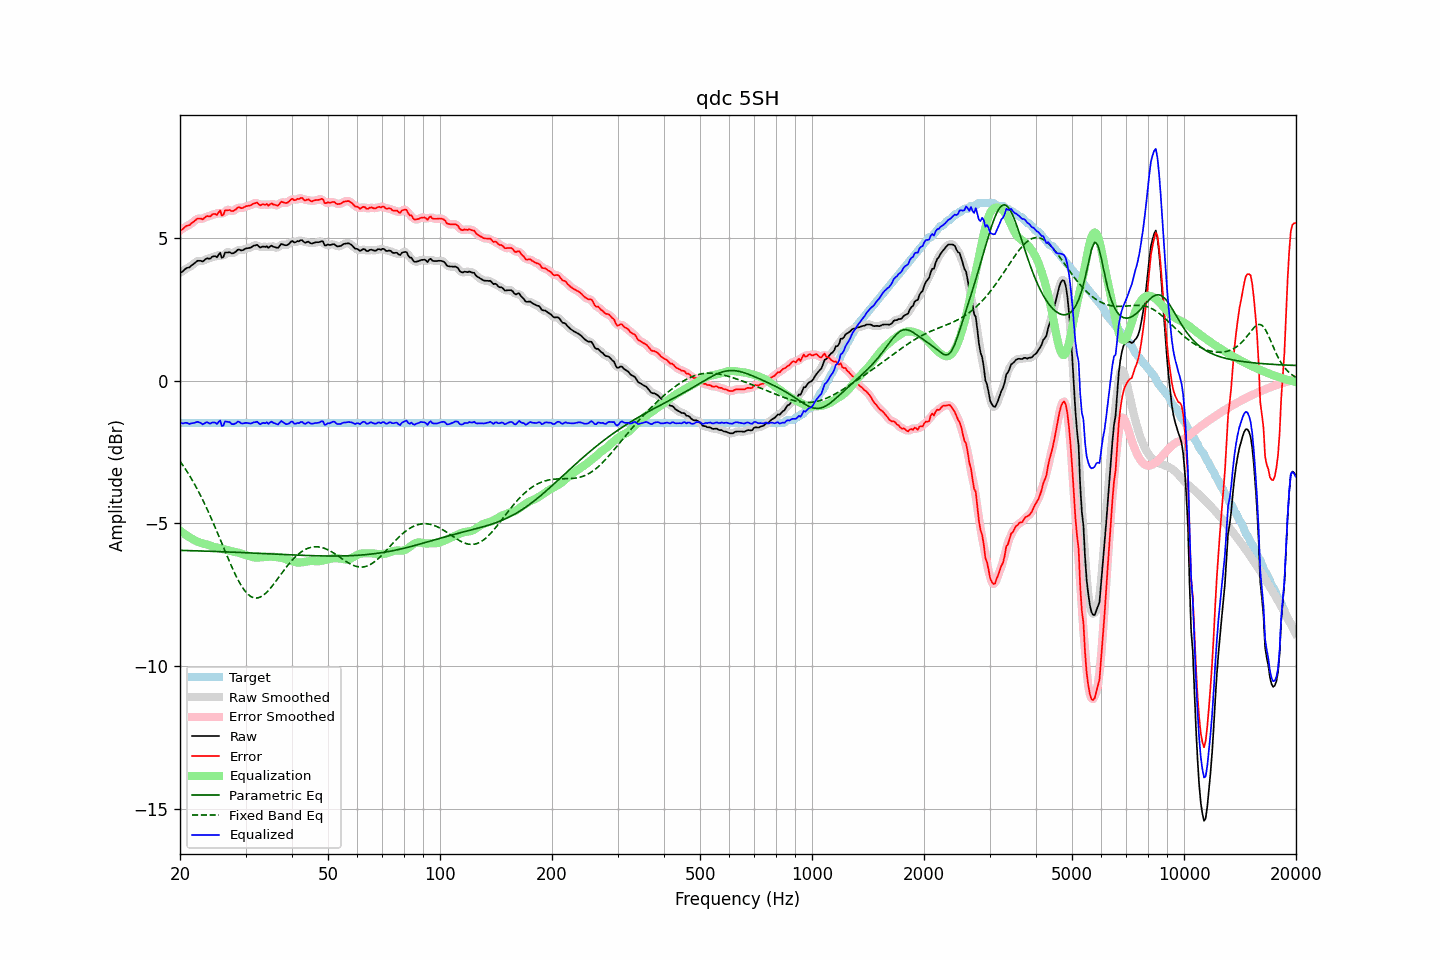 qdc 5SH
Amplitude (dBr)
5
0
−5
−10
−15
Target
Raw Smoothed
Error Smoothed
Raw
Error
Equalization
Parametric Eq
Fixed Band Eq
Equalized
20 50 100 200 500 1000 2000 5000 10000 20000
Frequency (Hz)